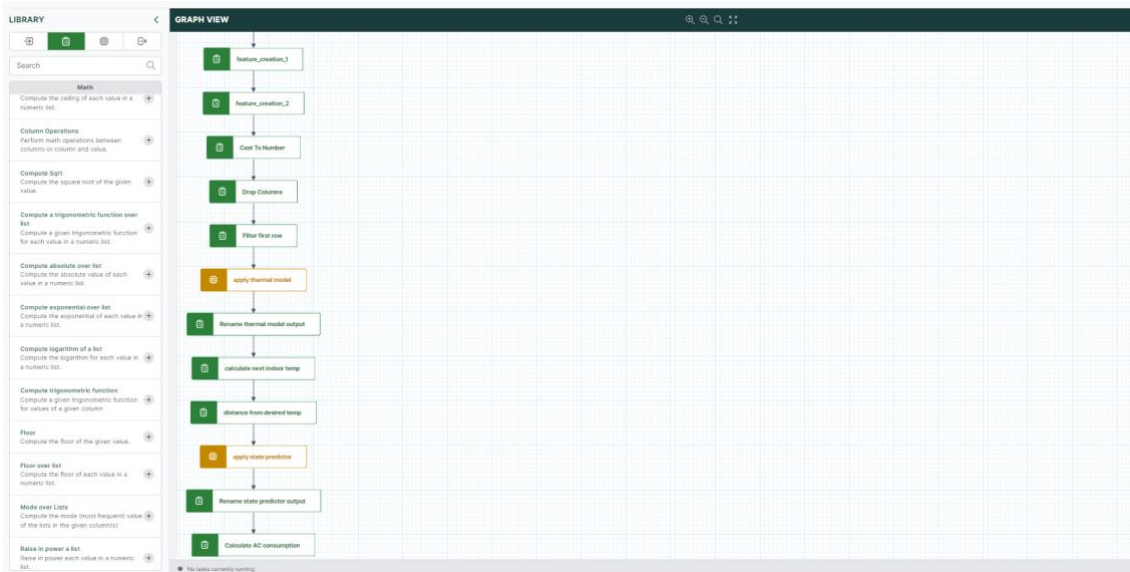 LIBRARY
GRAPH VIEW
Search
Math
Compute the ceiling of each value in a
numeric list.
Column Operations
Perform math operations between
columns or column and value.
Compute Sqrt
Compute the square root of the given
value.
Compute a trigonometric function over
list
Compute a given trigonometric function
for each value in a numeric list.
Compute absolute over list
Compute the absolute value of each
value in a numeric list.
Compute exponential over list
Compute the exponential of each value in
a numeric list.
Compute logarithm of a list
Compute the logarithm for each value in
a numeric list.
Compute trigonometric function
Compute a given trigonometric function
for values of a given column.
Floor
Compute the floor of the given value.
Floor over list
Compute the floor of each value in a
numeric list.
Mode over Lists
Compute the mode (most frequent) value
of the lists in the given column(s)
Raise in power a list
Raise in power each value in a numeric
list.
feature_creation_1
feature_creation_2
Cast To Number
Drop Columns
Filter first row
apply thermal model
Rename thermal model output
calculate next indoor temp
distance from desired temp
apply state predictor
Rename state predictor output
Calculate AC consumption
No tasks currently running